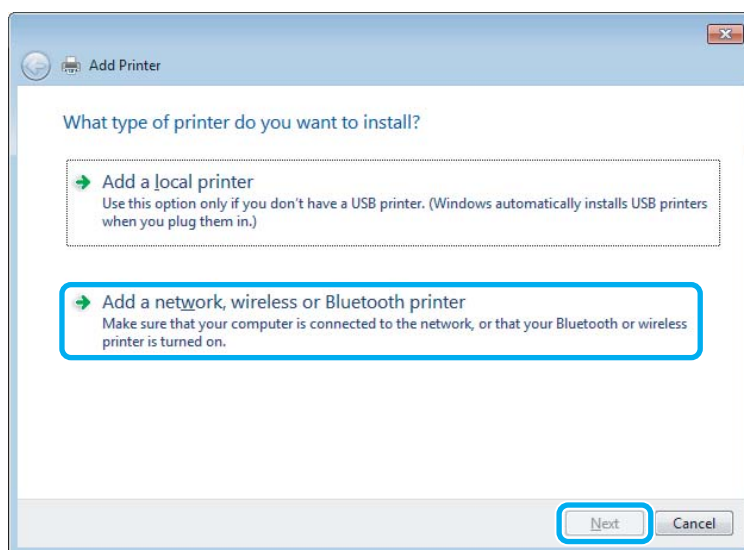 Add Printer
What type of printer do you want to install?
Add a local printer
Use this option only if you don't have a USB printer. (Windows automatically installs USB printers
when you plug them in.)
Add a network, wireless or Bluetooth printer
Make sure that your computer is connected to the network, or that your Bluetooth or wireless
printer is turned on.
Next Cancel